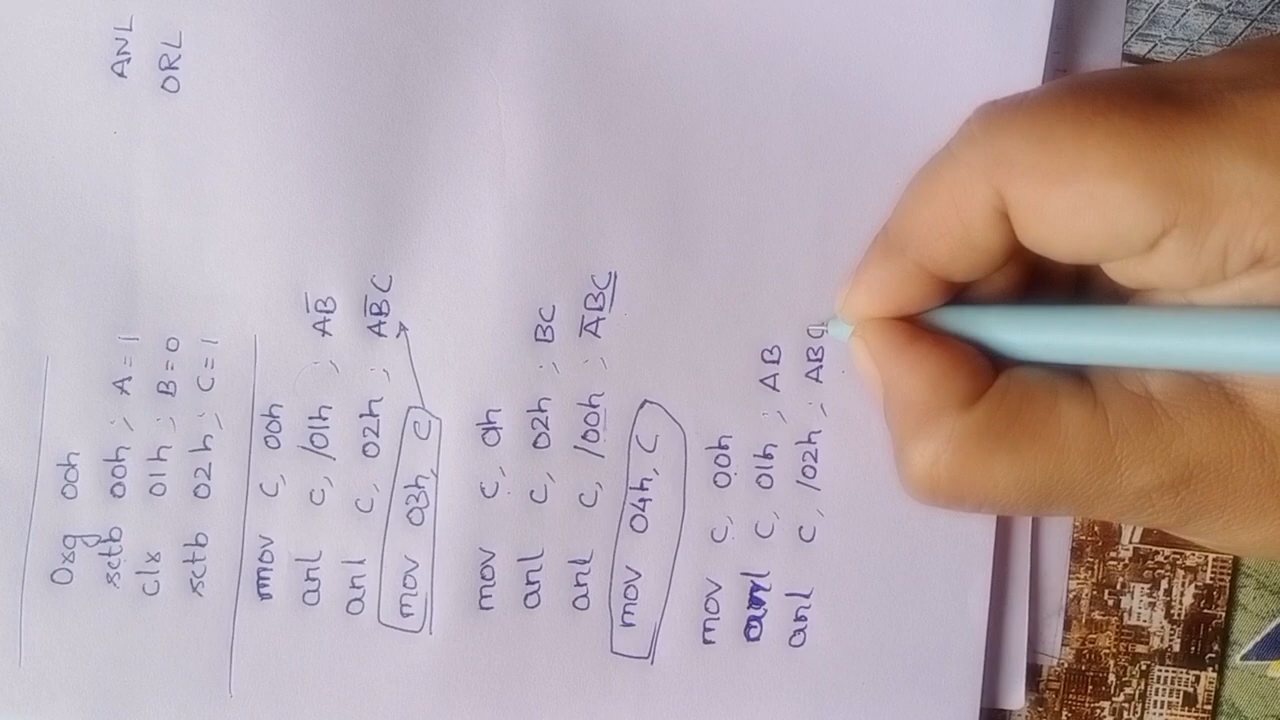 ANL
ORL
Org 00h
setb 00h ; A = 1
clr 01h ; B = 0
setb 02h ; C = 1
mov C, 00h
anl C, /01h ; AB̅
anl C, 02h ; AB̅C
mov 03h, C
mov C, 01h
anl C, 02h ; BC
anl C, /00h ; A̅BC
mov 04h, C
mov C, 00h
anl C, 01h ; AB
anl C, /02h ; AB